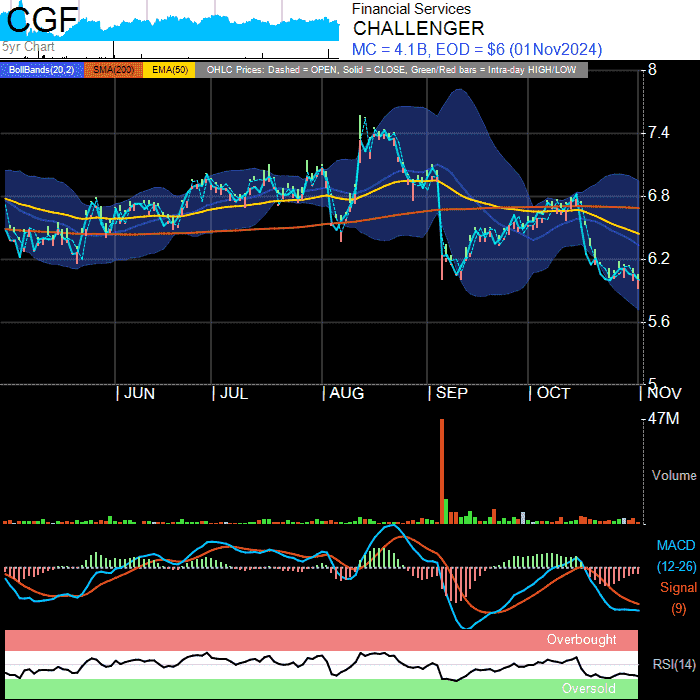 CGF
5yr Chart
Financial Services
CHALLENGER
MC = 4.1B, EOD = $6 (01Nov2024)
BollBands(20,2) SMA(200) EMA(50) OHLC Prices: Dashed = OPEN, Solid = CLOSE, Green/Red bars = Intra-day HIGH/LOW
8
7.4
6.8
6.2
5.6
5
JUN JUL AUG SEP OCT NOV
47M
Volume
MACD
(12-26)
Signal
(9)
Overbought
RSI(14)
Oversold